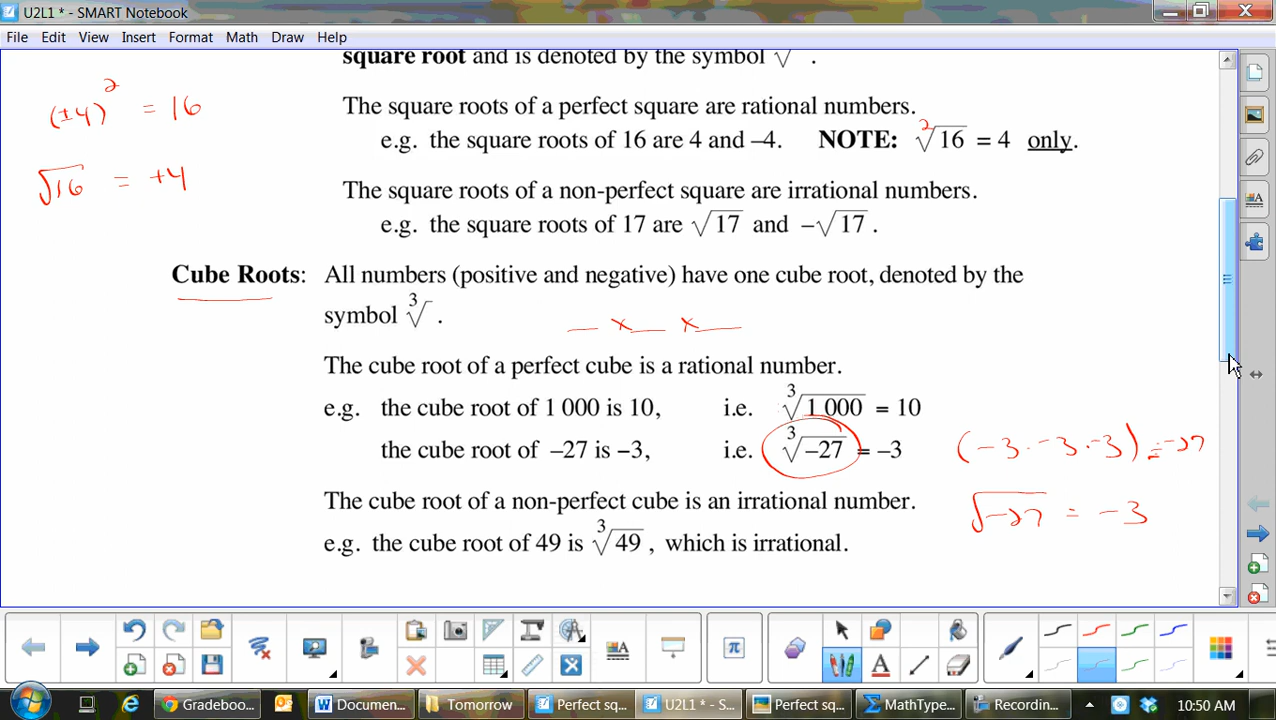 U2L1 * - SMART Notebook
File Edit View Insert Format Math Draw Help
square root and is denoted by the symbol √ .
(±4)² = 16
The square roots of a perfect square are rational numbers.
e.g. the square roots of 16 are 4 and –4. NOTE: ²√16 = 4 only.
√16 = +4
The square roots of a non-perfect square are irrational numbers.
e.g. the square roots of 17 are √17 and –√17 .
Cube Roots: All numbers (positive and negative) have one cube root, denoted by the
symbol ³√ .
__ x __ x __
The cube root of a perfect cube is a rational number.
e.g. the cube root of 1 000 is 10, i.e. ³√1 000 = 10
the cube root of –27 is –3, i.e. ³√–27 = –3
(-3 · -3 · -3) = -27
The cube root of a non-perfect cube is an irrational number.
√-27 = -3
e.g. the cube root of 49 is ³√49 , which is irrational.
Gradeboo... Documen... Tomorrow Perfect sq... U2L1 * - S... Perfect sq... MathType... Recordin... 10:50 AM